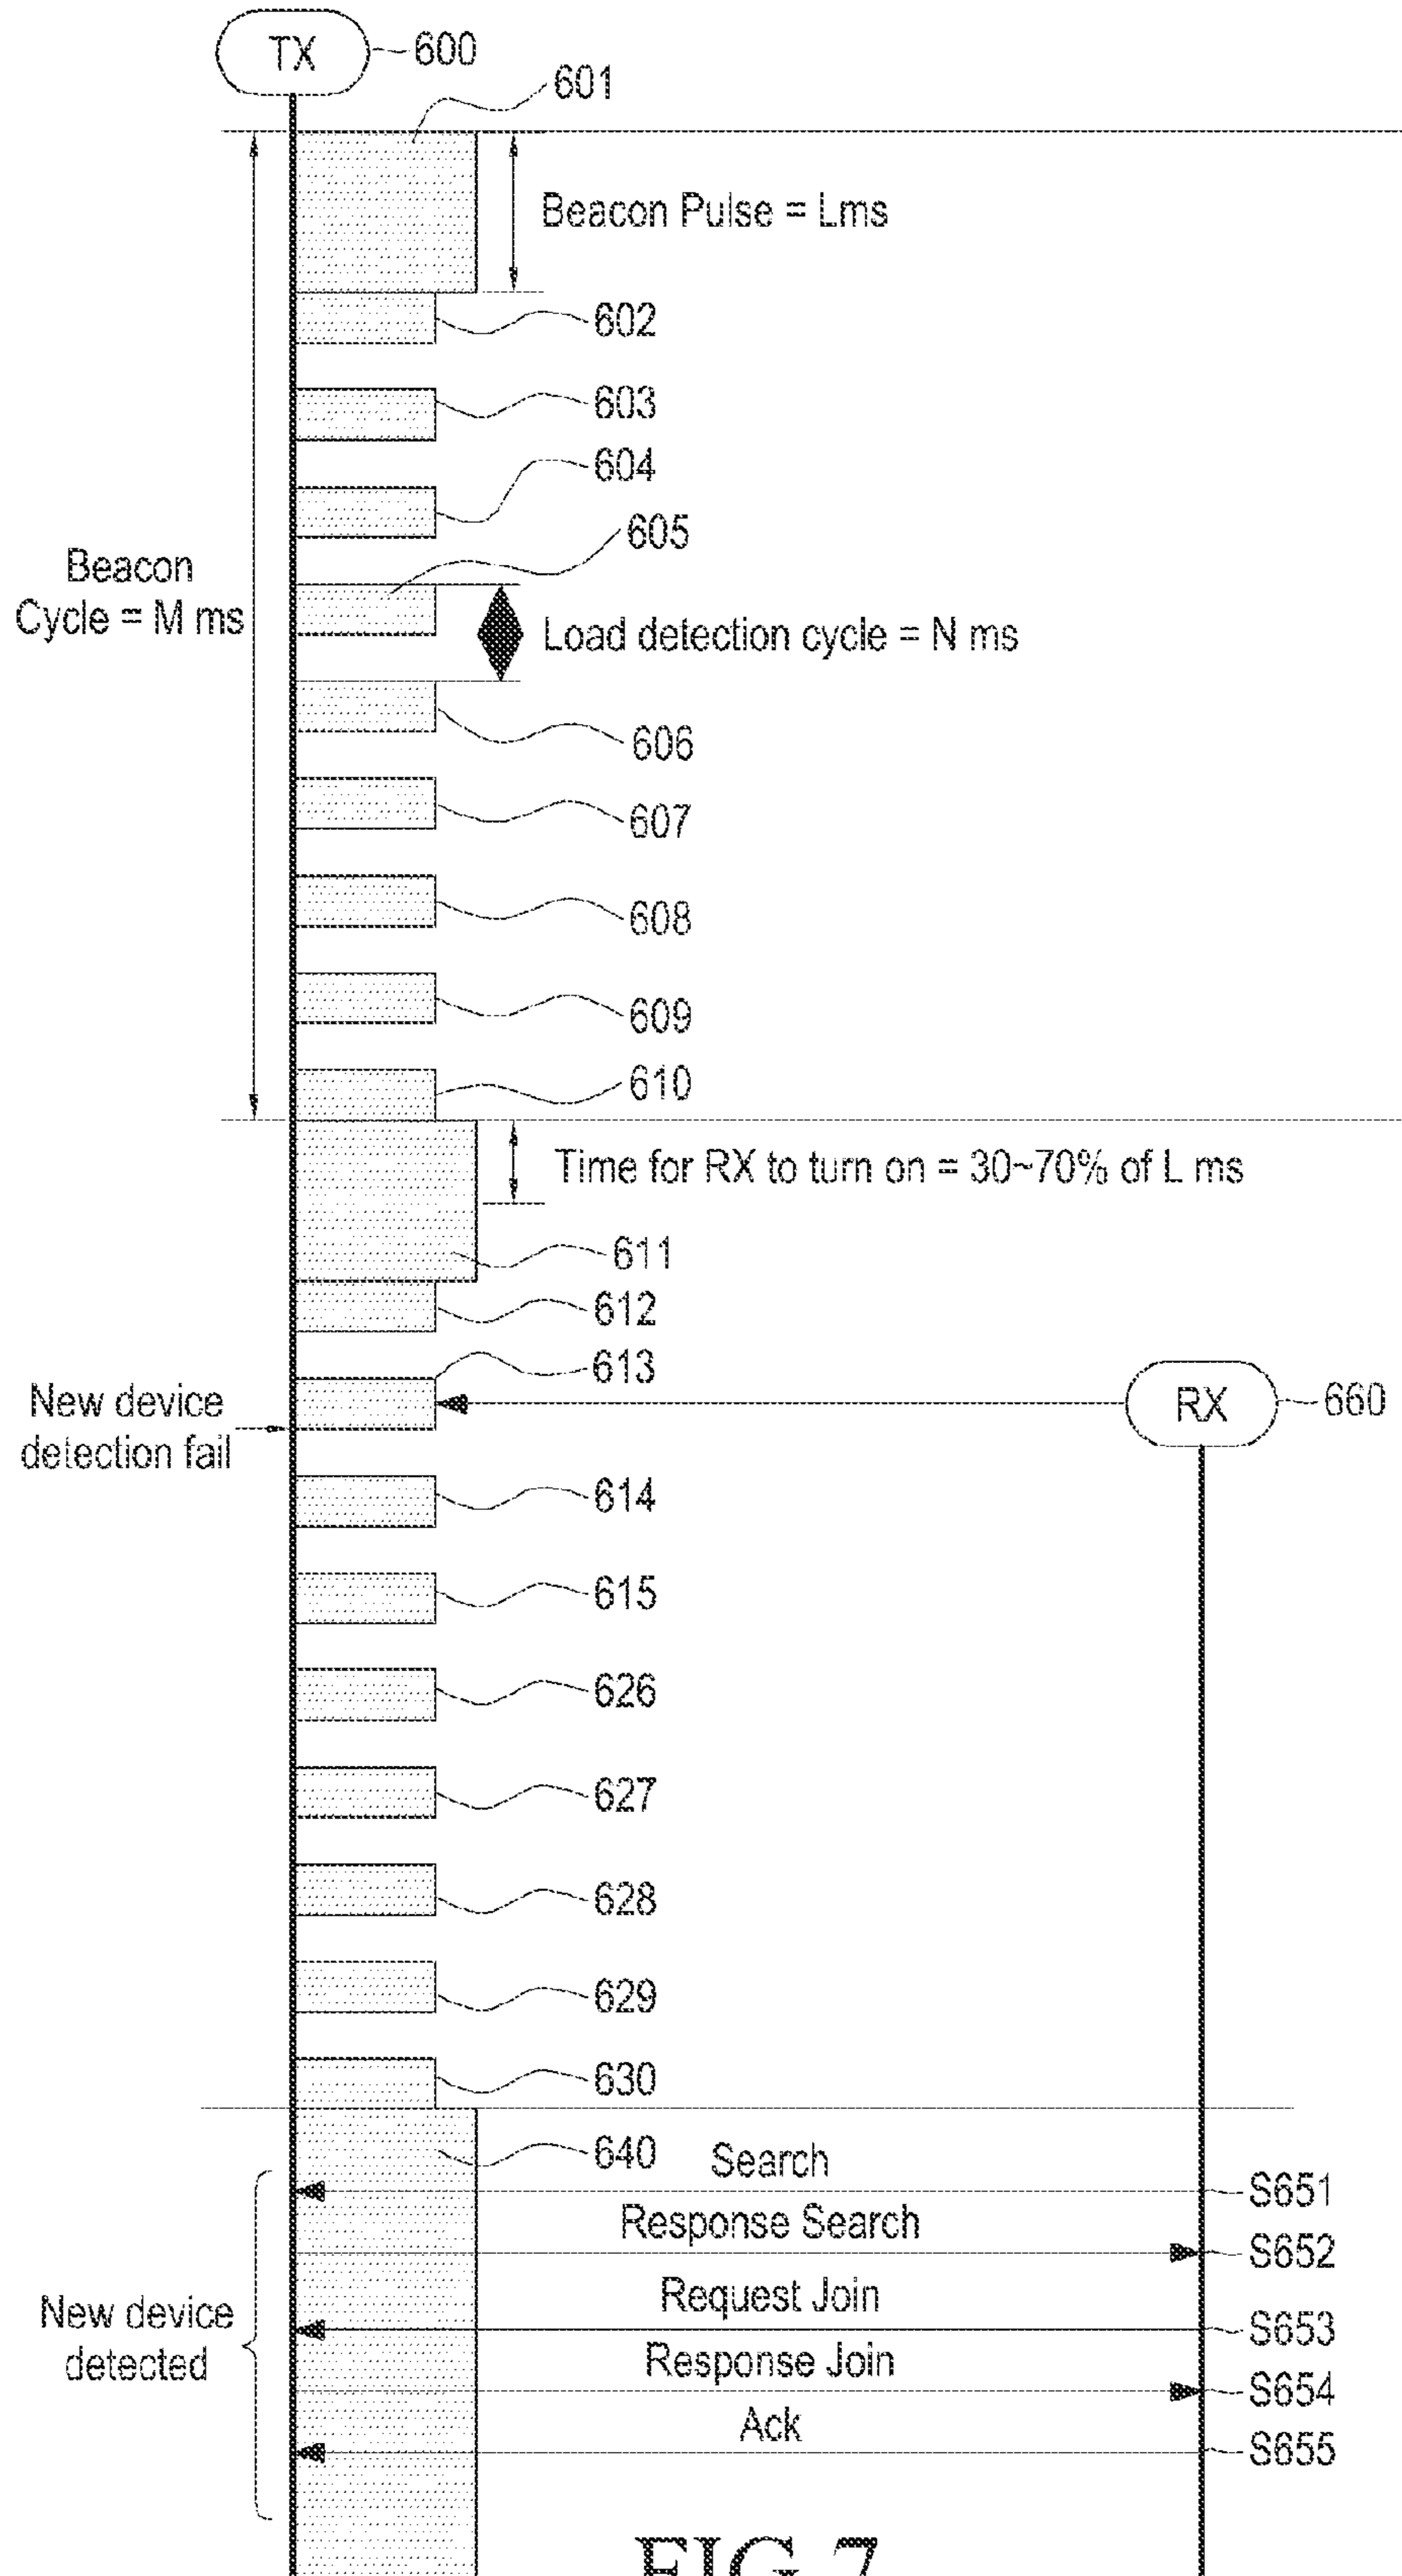 TX
600
601
Beacon Pulse = Lms
602
603
604
605
Beacon
Cycle = M ms
Load detection cycle = N ms
606
607
608
609
610
Time for RX to turn on = 30~70% of L ms
611
612
613
New device
detection fail
RX
660
614
615
626
627
628
629
630
640
Search
S651
Response Search
S652
New device
detected
Request Join
S653
Response Join
S654
Ack
S655
FIG.7